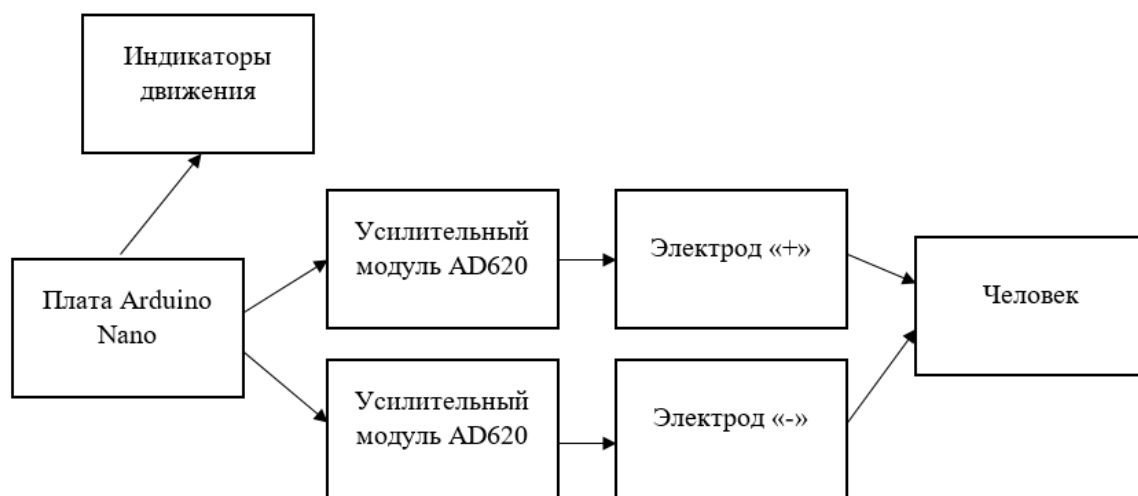 Индикаторы
движения
Усилительный
модуль AD620
Электрод «+»
Человек
Плата Arduino
Nano
Усилительный
модуль AD620
Электрод «-»